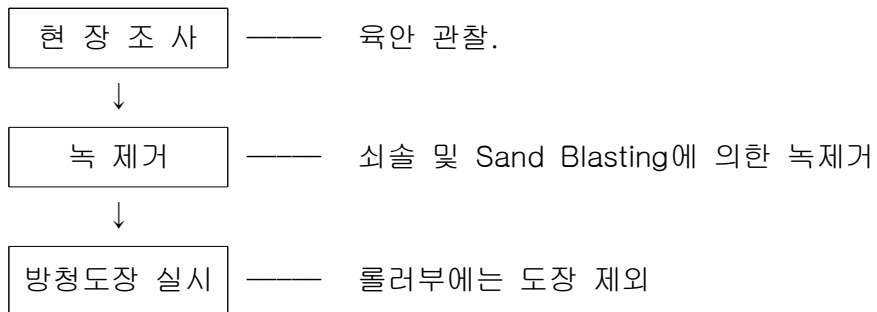 현 장 조 사 ――― 육안 관찰.
↓
녹 제거 ――― 쇠솔 및 Sand Blasting에 의한 녹제거
↓
방청도장 실시 ――― 롤러부에는 도장 제외